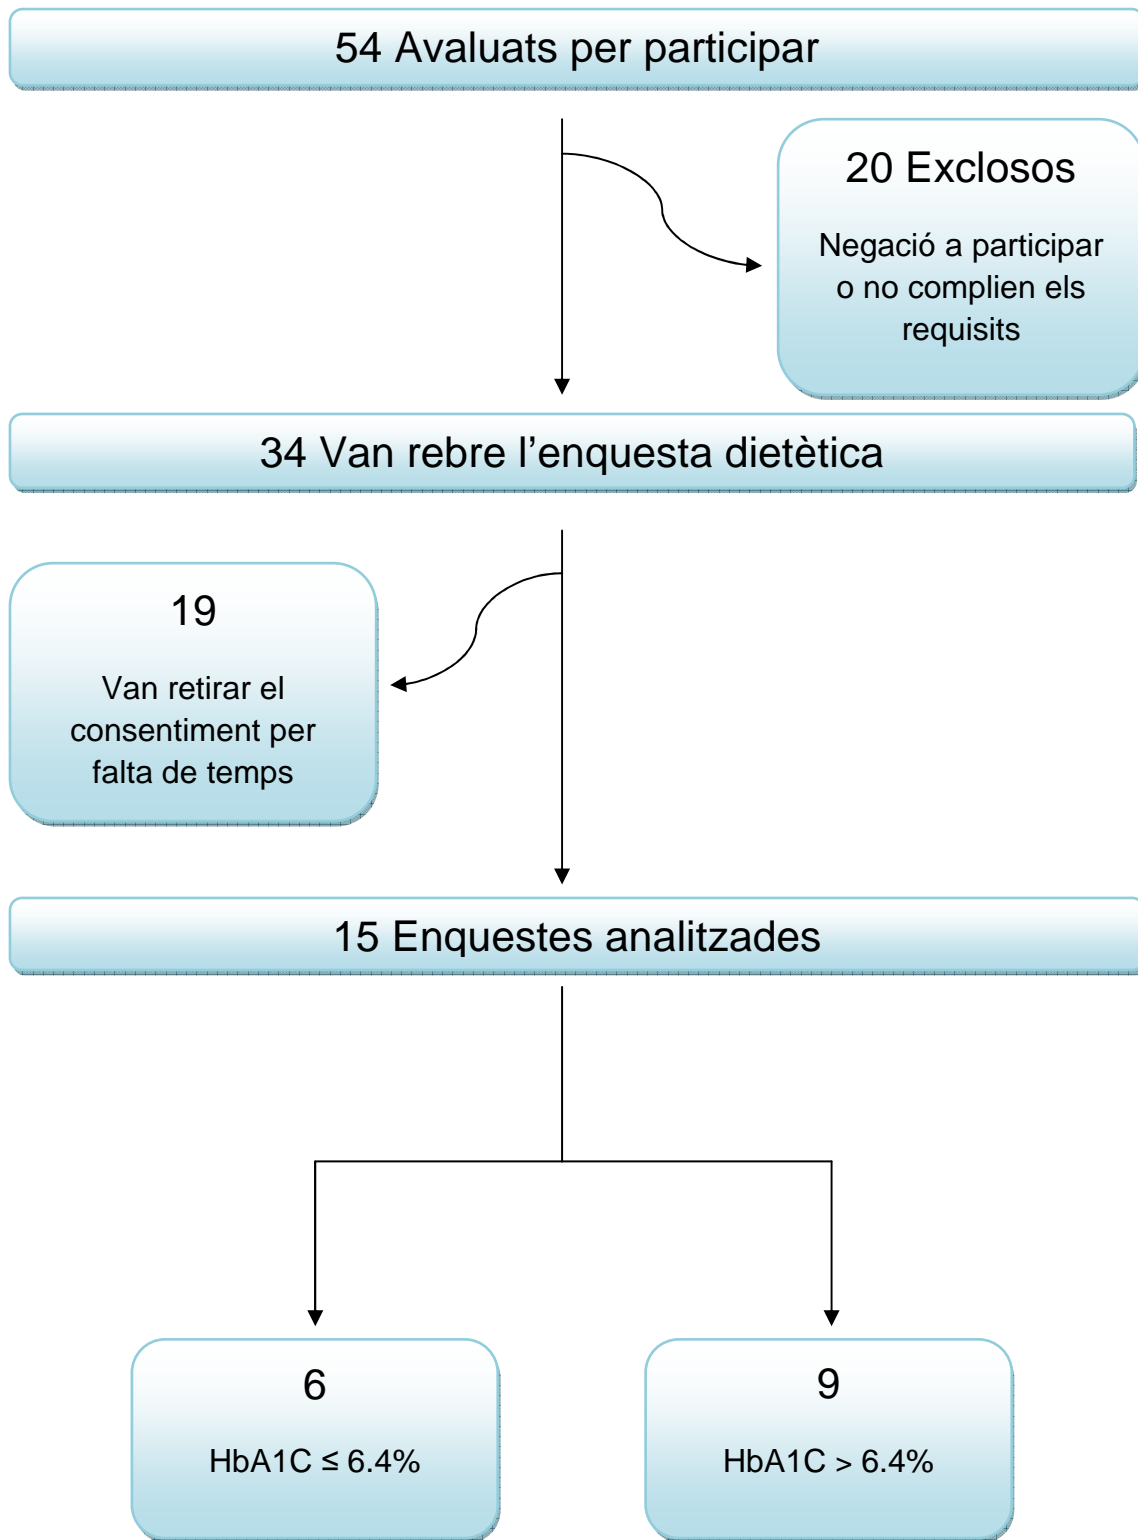 54 Avaluats per participar
20 Exclosos
Negació a participar
o no complien els
requisits
34 Van rebre l’enquesta dietètica
19
Van retirar el
consentiment per
falta de temps
15 Enquestes analitzades
6
HbA1C ≤ 6.4%
9
HbA1C > 6.4%